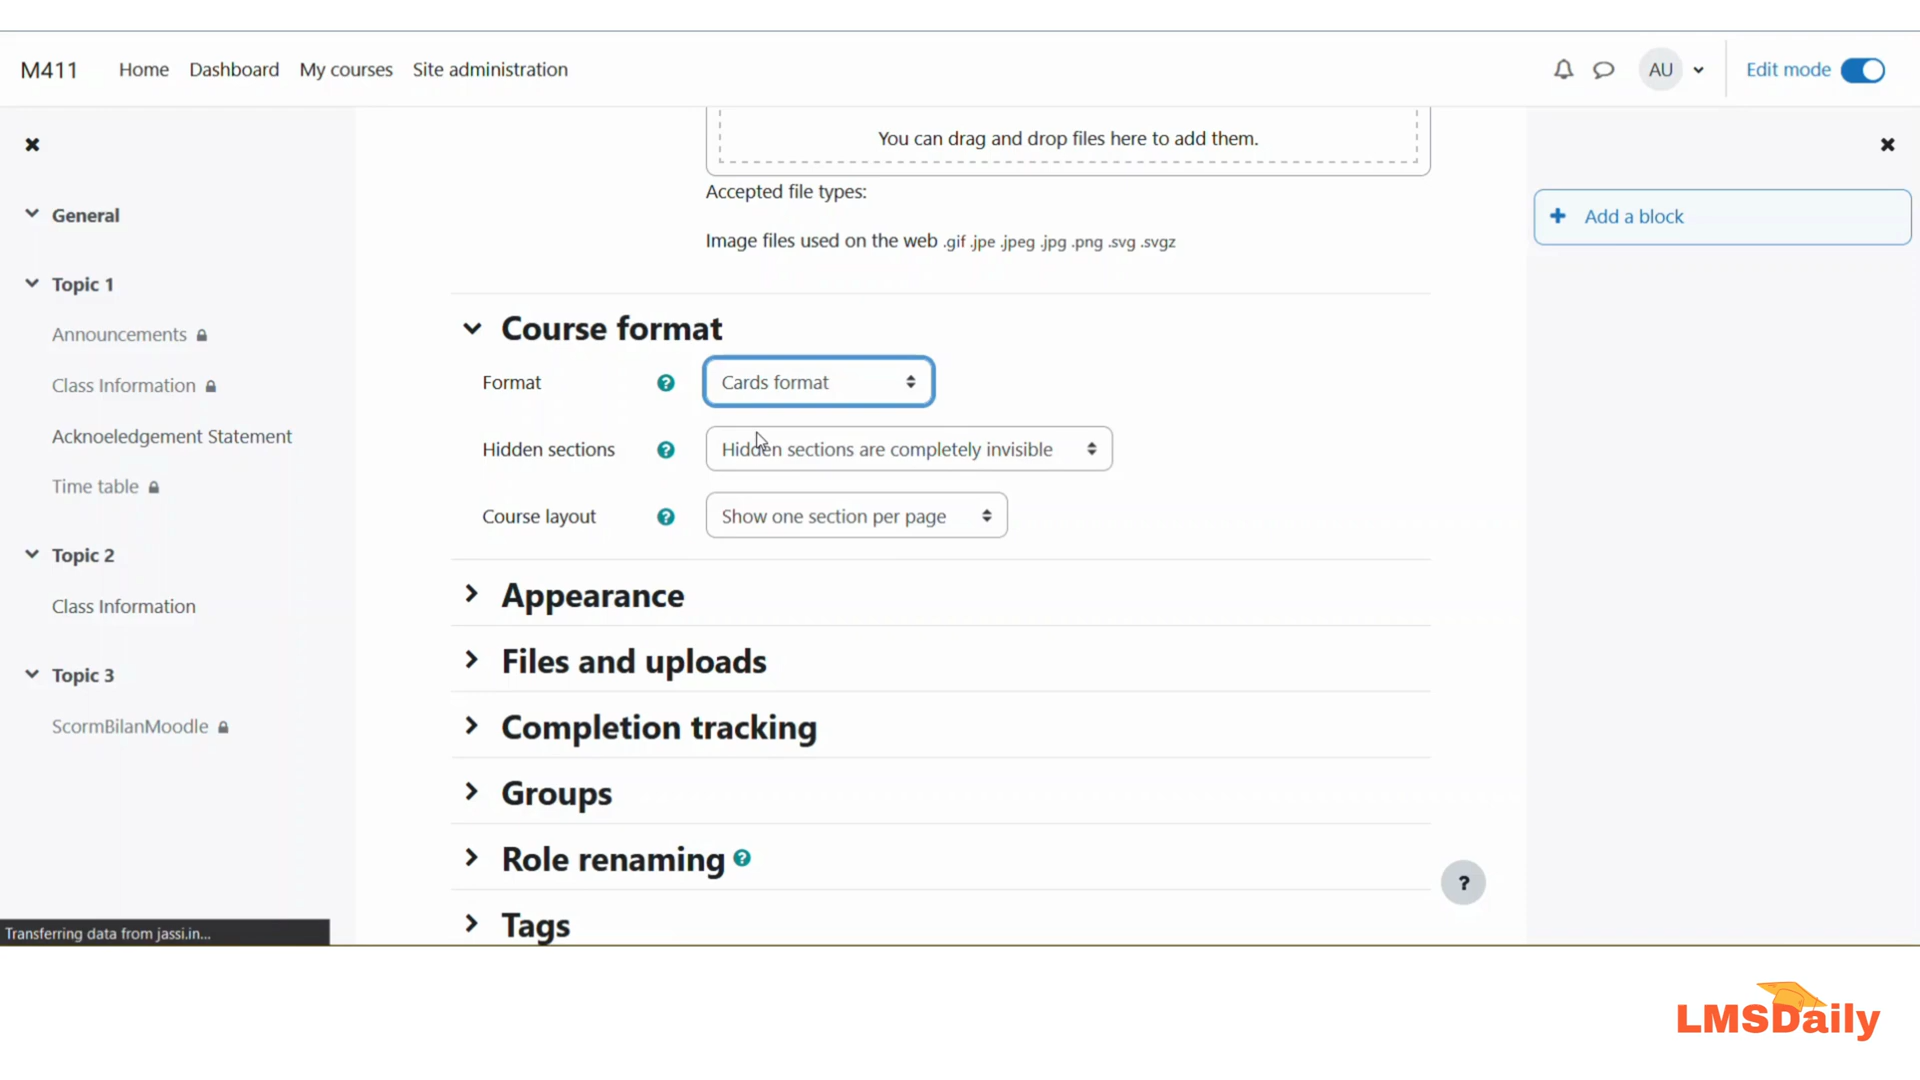 M411 Home Dashboard My courses Site administration AU Edit mode
General
Topic 1
Announcements
Class Information
Acknoeledgement Statement
Time table
Topic 2
Class Information
Topic 3
ScormBilanMoodle
You can drag and drop files here to add them.
Accepted file types:
Image files used on the web .gif .jpe .jpeg .jpg .png .svg .svgz
Course format
Format ? Cards format
Hidden sections ? Hidden sections are completely invisible
Course layout ? Show one section per page
Appearance
Files and uploads
Completion tracking
Groups
Role renaming ?
Tags
+ Add a block
?
Transferring data from jassi.in...
LMSDaily